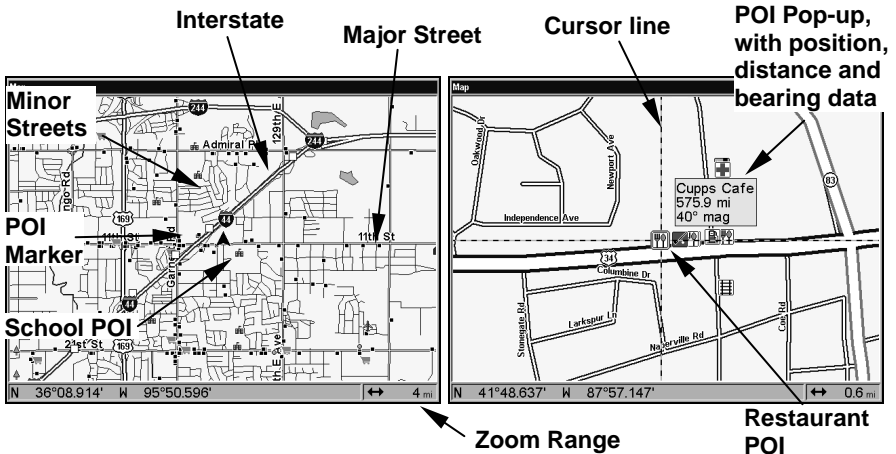 Interstate
Major Street
Cursor line
POI Pop-up,
with position,
distance and
bearing data
Minor
Streets
POI
Marker
School POI
244
129th E
Admiral
244
169
44
11th St
11th St
44
21st St
169
th E Ave
N 36°08.914' W 95°50.596'
4 mi
Map
Oakwood Dr
Newport Ave
Independence Ave
83
Cupps Cafe
575.9 mi
40° mag
34
Columbine Dr
Stonegate Rd
Larkspur Ln
Naperville Rd
Coe Rd
N 41°48.637' W 87°57.147'
0.6 mi
Zoom Range
Restaurant
POI